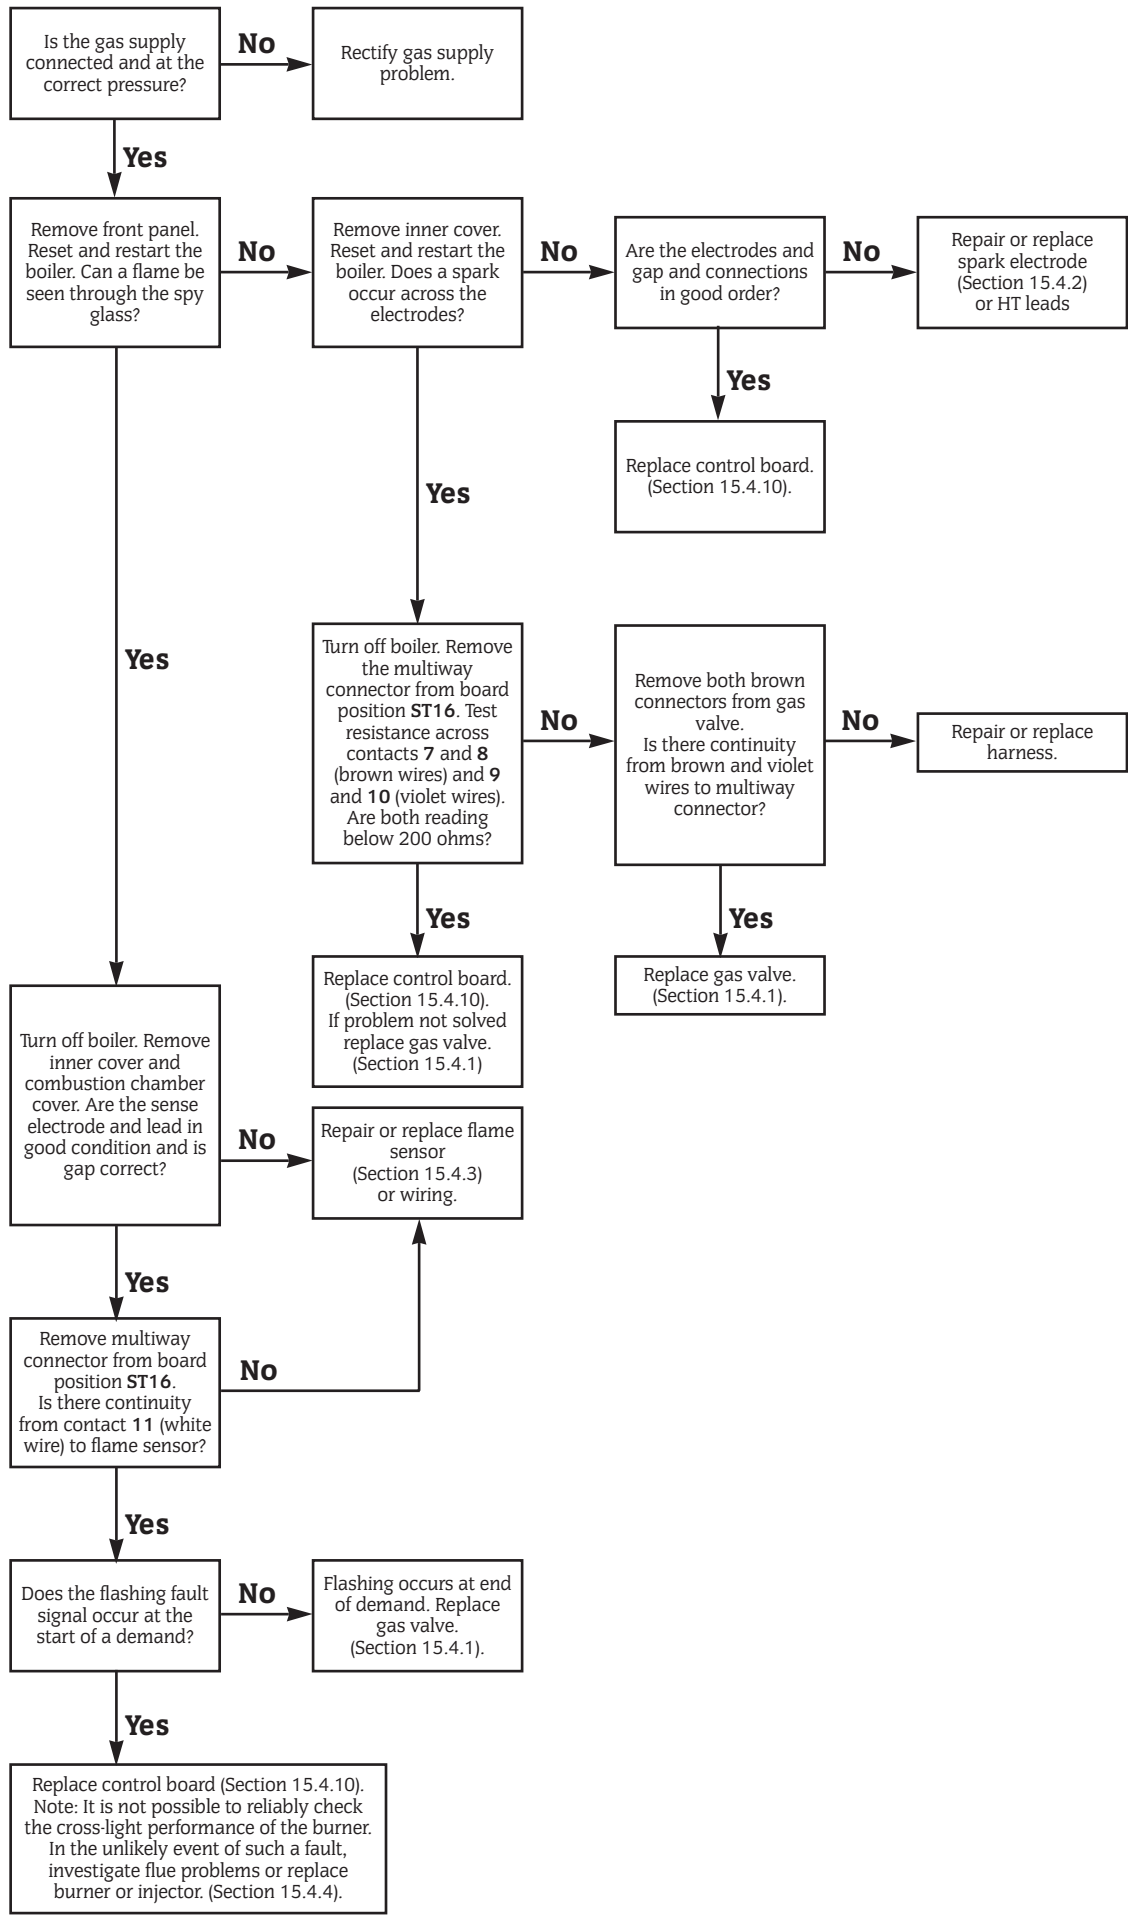 Is the gas supply
connected and at the
correct pressure?
No
Rectify gas supply
problem.
Yes
Remove front panel.
Reset and restart the
boiler. Can a flame be
seen through the spy
glass?
No
Remove inner cover.
Reset and restart the
boiler. Does a spark
occur across the
electrodes?
No
Are the electrodes and
gap and connections
in good order?
No
Repair or replace
spark electrode
(Section 15.4.2)
or HT leads
Yes
Replace control board.
(Section 15.4.10).
Yes
Turn off boiler. Remove
the multiway
connector from board
position ST16. Test
resistance across
contacts 7 and 8
(brown wires) and 9
and 10 (violet wires).
Are both reading
below 200 ohms?
No
Remove both brown
connectors from gas
valve.
Is there continuity
from brown and violet
wires to multiway
connector?
No
Repair or replace
harness.
Yes
Replace control board.
(Section 15.4.10).
If problem not solved
replace gas valve.
(Section 15.4.1)
Yes
Replace gas valve.
(Section 15.4.1).
Yes
Turn off boiler. Remove
inner cover and
combustion chamber
cover. Are the sense
electrode and lead in
good condition and is
gap correct?
No
Repair or replace flame
sensor
(Section 15.4.3)
or wiring.
Yes
Remove multiway
connector from board
position ST16.
Is there continuity
from contact 11 (white
wire) to flame sensor?
No
Yes
Does the flashing fault
signal occur at the
start of a demand?
No
Flashing occurs at end
of demand. Replace
gas valve.
(Section 15.4.1).
Yes
Replace control board (Section 15.4.10).
Note: It is not possible to reliably check
the cross-light performance of the burner.
In the unlikely event of such a fault,
investigate flue problems or replace
burner or injector. (Section 15.4.4).